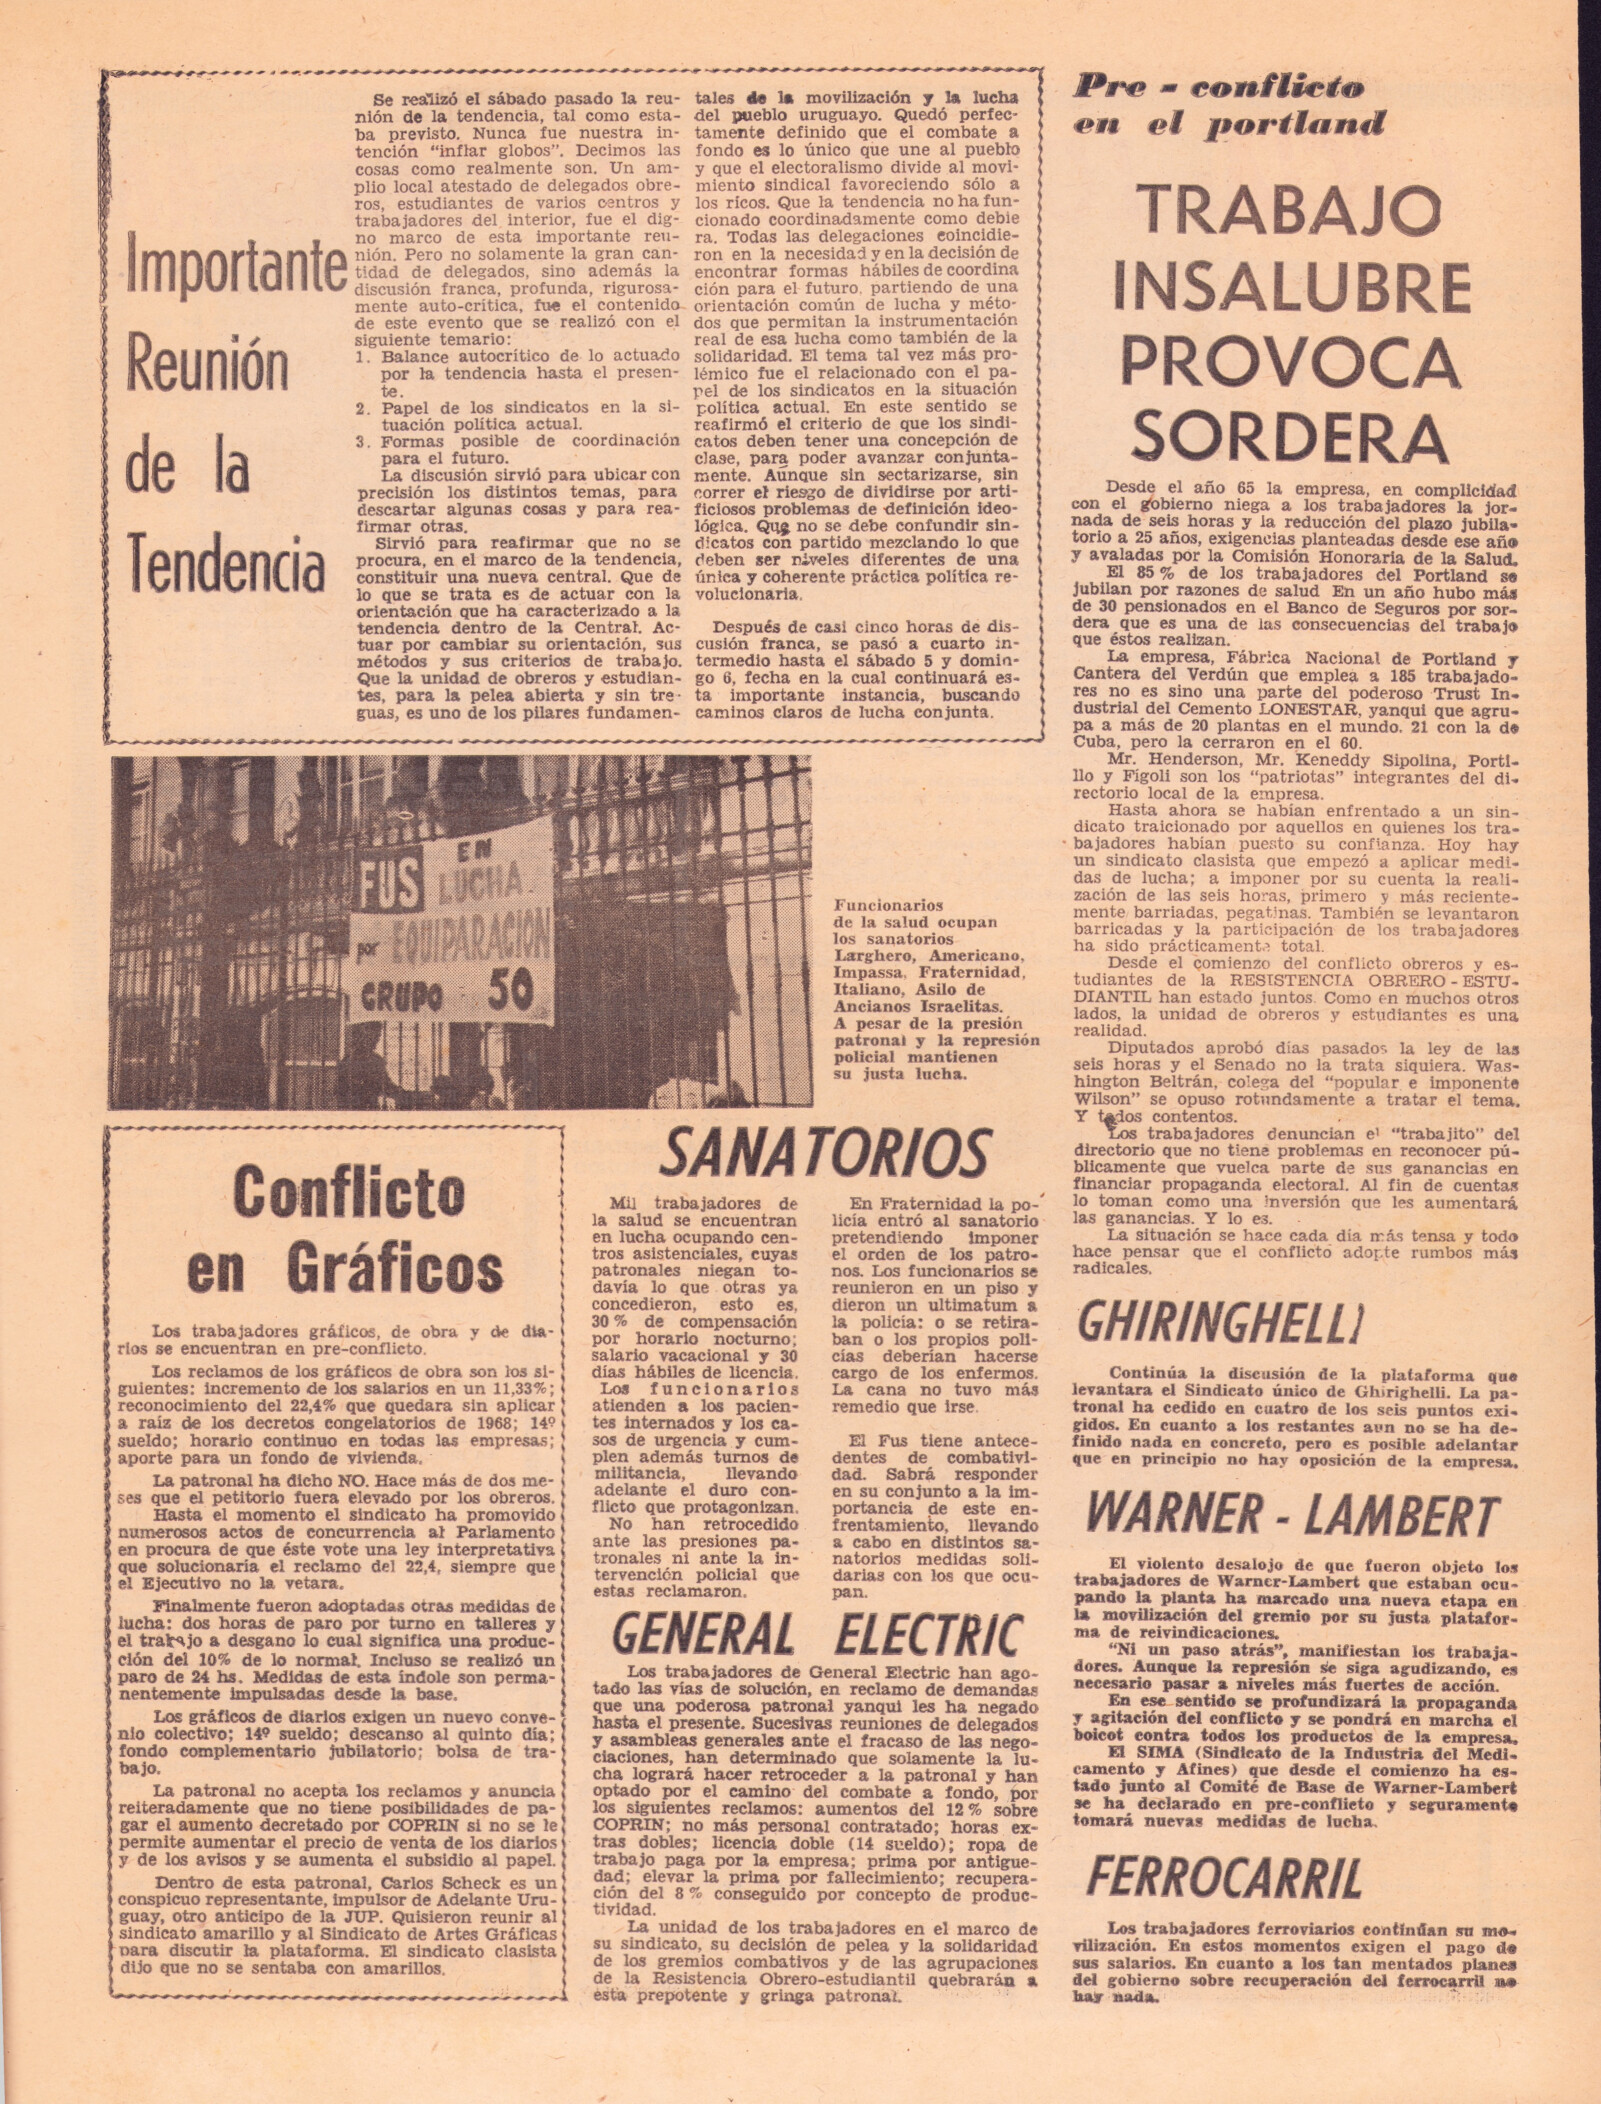 Importante
Reunión
de la
Tendencia
Se realizó el sábado pasado la reu-
nión de la tendencia, tal como esta-
ba previsto. Nunca fue nuestra in-
tención “inflar globos”. Decimos las
cosas como realmente son. Un am-
plio local atestado de delegados obre-
ros, estudiantes de varios centros y
trabajadores del interior, fue el dig-
no marco de esta importante reu-
nión. Pero no solamente la gran can-
tidad de delegados, sino además la
discusión franca, profunda, rigurosa-
mente auto-crítica, fue el contenido
de este evento que se realizó con el
siguiente temario:
1. Balance autocrítico de lo actuado
por la tendencia hasta el presen-
te.
2. Papel de los sindicatos en la si-
tuación política actual.
3. Formas posible de coordinación
para el futuro.
La discusión sirvió para ubicar con
precisión los distintos temas, para
descartar algunas cosas y para rea-
firmar otras.
Sirvió para reafirmar que no se
procura, en el marco de la tendencia,
constituir una nueva central. Que de
lo que se trata es de actuar con la
orientación que ha caracterizado a la
tendencia dentro de la Central. Ac-
tuar por cambiar su orientación, sus
métodos y sus criterios de trabajo.
Que la unidad de obreros y estudian-
tes, para la pelea abierta y sin tre-
guas, es uno de los pilares fundamen-
tales de la movilización y la lucha
del pueblo uruguayo. Quedó perfec-
tamente definido que el combate a
fondo es lo único que une al pueblo
y que el electoralismo divide al movi-
miento sindical favoreciendo sólo a
los ricos. Que la tendencia no ha fun-
cionado coordinadamente como debie
ra. Todas las delegaciones coincidie-
ron en la necesidad y en la decisión de
encontrar formas hábiles de coordina
ción para el futuro, partiendo de una
orientación común de lucha y méto-
dos que permitan la instrumentación
real de esa lucha como también de la
solidaridad. El tema tal vez más pro-
lémico fue el relacionado con el pa-
pel de los sindicatos en la situación
política actual. En este sentido se
reafirmó el criterio de que los sindi-
catos deben tener una concepción de
clase, para poder avanzar conjunta-
mente. Aunque sin sectarizarse, sin
correr el riesgo de dividirse por arti-
ficiosos problemas de definición ideo-
lógica. Que no se debe confundir sin-
dicatos con partido mezclando lo que
deben ser niveles diferentes de una
única y coherente práctica política re-
volucionaria.
Después de casi cinco horas de dis-
cusión franca, se pasó a cuarto in-
termedio hasta el sábado 5 y domin-
go 6, fecha en la cual continuará es-
ta importante instancia, buscando
caminos claros de lucha conjunta.
FUS
EN
LUCHA
por EQUIPARACION
GRUPO 50
Funcionarios
de la salud ocupan
los sanatorios
Larghero, Americano,
Impassa, Fraternidad,
Italiano, Asilo de
Ancianos Israelitas.
A pesar de la presión
patronal y la represión
policial mantienen
su justa lucha.
Conflicto
en Gráficos
Los trabajadores gráficos, de obra y de dia-
rios se encuentran en pre-conflicto.
Los reclamos de los gráficos de obra son los si-
guientes: incremento de los salarios en un 11,33%;
reconocimiento del 22,4% que quedara sin aplicar
a raíz de los decretos congelatorios de 1968; 14º
sueldo; horario continuo en todas las empresas;
aporte para un fondo de vivienda.
La patronal ha dicho NO. Hace más de dos me-
ses que el petitorio fuera elevado por los obreros.
Hasta el momento el sindicato ha promovido
numerosos actos de concurrencia al Parlamento
en procura de que éste vote una ley interpretativa
que solucionaría el reclamo del 22,4, siempre que
el Ejecutivo no la vetara.
Finalmente fueron adoptadas otras medidas de
lucha: dos horas de paro por turno en talleres y
el trabajo a desgano lo cual significa una produc-
ción del 10% de lo normal. Incluso se realizó un
paro de 24 hs. Medidas de esta índole son perma-
nentemente impulsadas desde la base.
Los gráficos de diarios exigen un nuevo conve-
nio colectivo; 14º sueldo; descanso al quinto día;
fondo complementario jubilatorio; bolsa de tra-
bajo.
La patronal no acepta los reclamos y anuncia
reiteradamente que no tiene posibilidades de pa-
gar el aumento decretado por COPRIN si no se le
permite aumentar el precio de venta de los diarios
y de los avisos y se aumenta el subsidio al papel.
Dentro de esta patronal, Carlos Scheck es un
conspicuo representante, impulsor de Adelante Uru-
guay, otro anticipo de la JUP. Quisieron reunir al
sindicato amarillo y al Sindicato de Artes Gráficas
para discutir la plataforma. El sindicato clasista
dijo que no se sentaba con amarillos.
SANATORIOS
Mil trabajadores de
la salud se encuentran
en lucha ocupando cen-
tros asistenciales, cuyas
patronales niegan to-
davía lo que otras ya
concedieron, esto es,
30 % de compensación
por horario nocturno;
salario vacacional y 30
días hábiles de licencia.
Los funcionarios
atienden a los pacien-
tes internados y los ca-
sos de urgencia y cum-
plen además turnos de
militancia, llevando
adelante el duro con-
flicto que protagonizan.
No han retrocedido
ante las presiones pa-
tronales ni ante la in-
tervención policial que
estas reclamaron.
En Fraternidad la po-
licía entró al sanatorio
pretendiendo imponer
el orden de los patro-
nos. Los funcionarios se
reunieron en un piso y
dieron un ultimatum a
la policía: o se retira-
ban o los propios poli-
cías deberían hacerse
cargo de los enfermos.
La cana no tuvo más
remedio que irse.
El Fus tiene antece-
dentes de combativi-
dad. Sabrá responder
en su conjunto a la im-
portancia de este en-
frentamiento, llevando
a cabo en distintos sa-
natorios medidas soli-
darias con los que ocu-
pan.
GENERAL ELECTRIC
Los trabajadores de General Electric han ago-
tado las vías de solución, en reclamo de demandas
que una poderosa patronal yanqui les ha negado
hasta el presente. Sucesivas reuniones de delegados
y asambleas generales ante el fracaso de las nego-
ciaciones, han determinado que solamente la lu-
cha logrará hacer retroceder a la patronal y han
optado por el camino del combate a fondo, por
los siguientes reclamos: aumentos del 12 % sobre
COPRIN; no más personal contratado; horas ex-
tras dobles; licencia doble (14 sueldo); ropa de
trabajo paga por la empresa; prima por antigue-
dad; elevar la prima por fallecimiento; recupera-
ción del 8 % conseguido por concepto de produc-
tividad.
La unidad de los trabajadores en el marco de
su sindicato, su decisión de pelea y la solidaridad
de los gremios combativos y de las agrupaciones
de la Resistencia Obrero-estudiantil quebrarán a
esta prepotente y gringa patronal.
Pre - conflicto
en el portland
TRABAJO
INSALUBRE
PROVOCA
SORDERA
Desde el año 65 la empresa, en complicidad
con el gobierno niega a los trabajadores la jor-
nada de seis horas y la reducción del plazo jubila-
torio a 25 años, exigencias planteadas desde ese año
y avaladas por la Comisión Honoraria de la Salud.
El 85 % de los trabajadores del Portland se
jubilan por razones de salud En un año hubo más
de 30 pensionados en el Banco de Seguros por sor-
dera que es una de las consecuencias del trabajo
que éstos realizan.
La empresa, Fábrica Nacional de Portland y
Cantera del Verdún que emplea a 185 trabajado-
res no es sino una parte del poderoso Trust In-
dustrial del Cemento LONESTAR, yanqui que agru-
pa a más de 20 plantas en el mundo. 21 con la de
Cuba, pero la cerraron en el 60.
Mr. Henderson, Mr. Keneddy Sipolina, Porti-
llo y Fígoli son los “patriotas” integrantes del di-
rectorio local de la empresa.
Hasta ahora se habían enfrentado a un sin-
dicato traicionado por aquellos en quienes los tra-
bajadores habían puesto su confianza. Hoy hay
un sindicato clasista que empezó a aplicar medi-
das de lucha; a imponer por su cuenta la reali-
zación de las seis horas, primero y más reciente-
mente barriadas, pegatinas. También se levantaron
barricadas y la participación de los trabajadores
ha sido prácticamente total.
Desde el comienzo del conflicto obreros y es-
tudiantes de la RESISTENCIA OBRERO - ESTU-
DIANTIL han estado juntos. Como en muchos otros
lados, la unidad de obreros y estudiantes es una
realidad.
Diputados aprobó días pasados la ley de las
seis horas y el Senado no la trata siquiera. Was-
hington Beltrán, colega del “popular e imponente
Wilson” se opuso rotundamente a tratar el tema.
Y todos contentos.
Los trabajadores denuncian el “trabajito” del
directorio que no tiene problemas en reconocer pú-
blicamente que vuelca parte de sus ganancias en
financiar propaganda electoral. Al fin de cuentas
lo toman como una inversión que les aumentará
las ganancias. Y lo es.
La situación se hace cada día más tensa y todo
hace pensar que el conflicto adopte rumbos más
radicales.
GHIRINGHELLI
Continúa la discusión de la plataforma que
levantara el Sindicato único de Ghirighelli. La pa-
tronal ha cedido en cuatro de los seis puntos exi-
gidos. En cuanto a los restantes aun no se ha de-
finido nada en concreto, pero es posible adelantar
que en principio no hay oposición de la empresa.
WARNER - LAMBERT
El violento desalojo de que fueron objeto los
trabajadores de Warner-Lambert que estaban ocu-
pando la planta ha marcado una nueva etapa en
la movilización del gremio por su justa platafor-
ma de reivindicaciones.
“Ni un paso atrás”, manifiestan los trabaja-
dores. Aunque la represión se siga agudizando, es
necesario pasar a niveles más fuertes de acción.
En ese sentido se profundizará la propaganda
y agitación del conflicto y se pondrá en marcha el
boicot contra todos los productos de la empresa.
El SIMA (Sindicato de la Industria del Medi-
camento y Afines) que desde el comienzo ha es-
tado junto al Comité de Base de Warner-Lambert
se ha declarado en pre-conflicto y seguramente
tomará nuevas medidas de lucha.
FERROCARRIL
Los trabajadores ferroviarios continúan su mo-
vilización. En estos momentos exigen el pago de
sus salarios. En cuanto a los tan mentados planes
del gobierno sobre recuperación del ferrocarril no
hay nada.